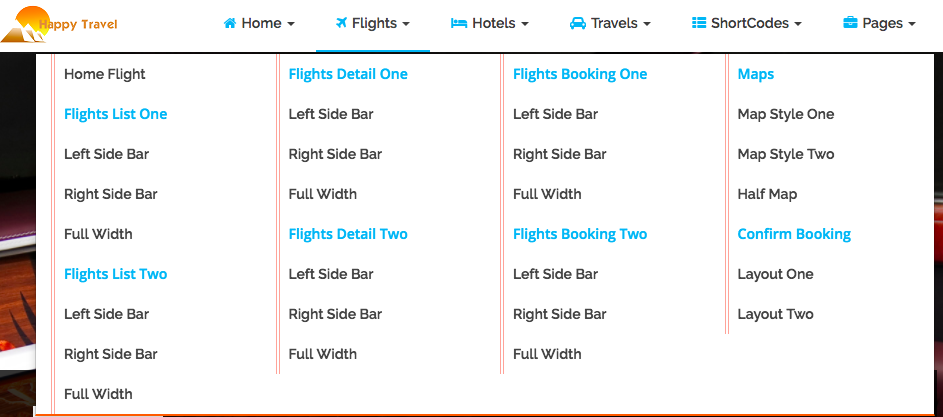 Happy Travel
Home
Flights
Hotels
Travels
ShortCodes
Pages
Home Flight
Flights List One
Left Side Bar
Right Side Bar
Full Width
Flights List Two
Left Side Bar
Right Side Bar
Full Width
Flights Detail One
Left Side Bar
Right Side Bar
Full Width
Flights Detail Two
Left Side Bar
Right Side Bar
Full Width
Flights Booking One
Left Side Bar
Right Side Bar
Full Width
Flights Booking Two
Left Side Bar
Right Side Bar
Full Width
Maps
Map Style One
Map Style Two
Half Map
Confirm Booking
Layout One
Layout Two